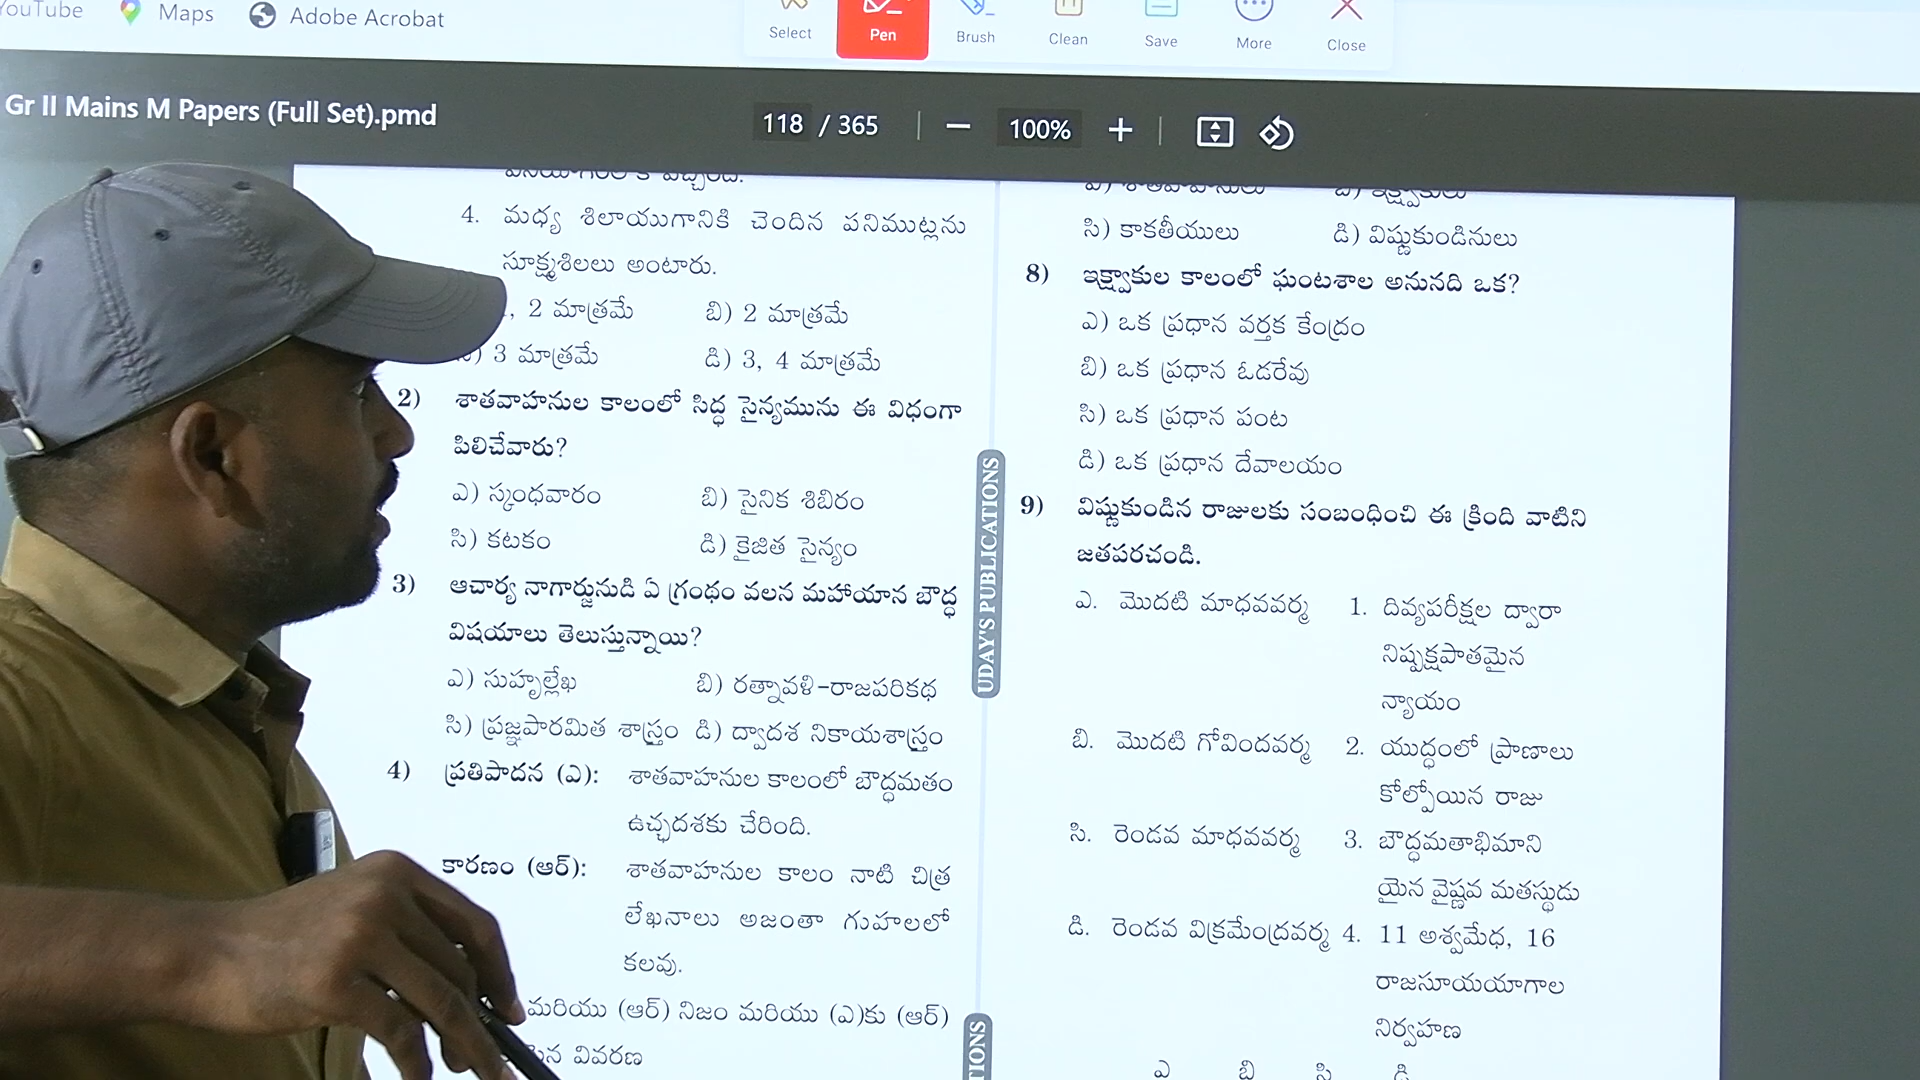 YouTube Maps Adobe Acrobat
Select Pen Brush Clean Save More Close
Gr II Mains M Papers (Full Set).pmd
118 / 365 100%
4. మధ్య శిలాయుగానికి చెందిన పనిముట్లను
సూక్ష్మశిలలు అంటారు.
, 2 మాత్రమే బి) 2 మాత్రమే
3 మాత్రమే డి) 3, 4 మాత్రమే
2) శాతవాహనుల కాలంలో సిద్ధ సైన్యమును ఈ విధంగా
పిలిచేవారు?
ఎ) స్కంధవారం బి) సైనిక శిబిరం
సి) కటకం డి) కైజిత సైన్యం
3) ఆచార్య నాగార్జునుడి ఏ గ్రంథం వలన మహాయాన బౌద్ధ
విషయాలు తెలుస్తున్నాయి?
ఎ) సుహృల్లేఖ బి) రత్నావళి-రాజపరికథ
సి) ప్రజ్ఞపారమిత శాస్త్రం డి) ద్వాదశ నికాయశాస్త్రం
4) ప్రతిపాదన (ఎ): శాతవాహనుల కాలంలో బౌద్ధమతం
ఉచ్ఛదశకు చేరింది.
కారణం (ఆర్): శాతవాహనుల కాలం నాటి చిత్ర
లేఖనాలు అజంతా గుహలలో
కలవు.
మరియు (ఆర్) నిజం మరియు (ఎ)కు (ఆర్)
వివరణ
UDAY'S PUBLICATIONS
సి) కాకతీయులు డి) విష్ణుకుండినులు
8) ఇక్ష్వాకుల కాలంలో ఘంటశాల అనునది ఒక?
ఎ) ఒక ప్రధాన వర్తక కేంద్రం
బి) ఒక ప్రధాన ఓడరేవు
సి) ఒక ప్రధాన పంట
డి) ఒక ప్రధాన దేవాలయం
9) విష్ణుకుండిన రాజులకు సంబంధించి ఈ క్రింది వాటిని
జతపరచండి.
ఎ. మొదటి మాధవవర్మ 1. దివ్యపరీక్షల ద్వారా
నిష్పక్షపాతమైన
న్యాయం
బి. మొదటి గోవిందవర్మ 2. యుద్ధంలో ప్రాణాలు
కోల్పోయిన రాజు
సి. రెండవ మాధవవర్మ 3. బౌద్ధమతాభిమాని
యైన వైష్ణవ మతస్థుడు
డి. రెండవ విక్రమేంద్రవర్మ 4. 11 అశ్వమేధ, 16
రాజసూయయాగాల
నిర్వహణ
ఎ బి సి డి